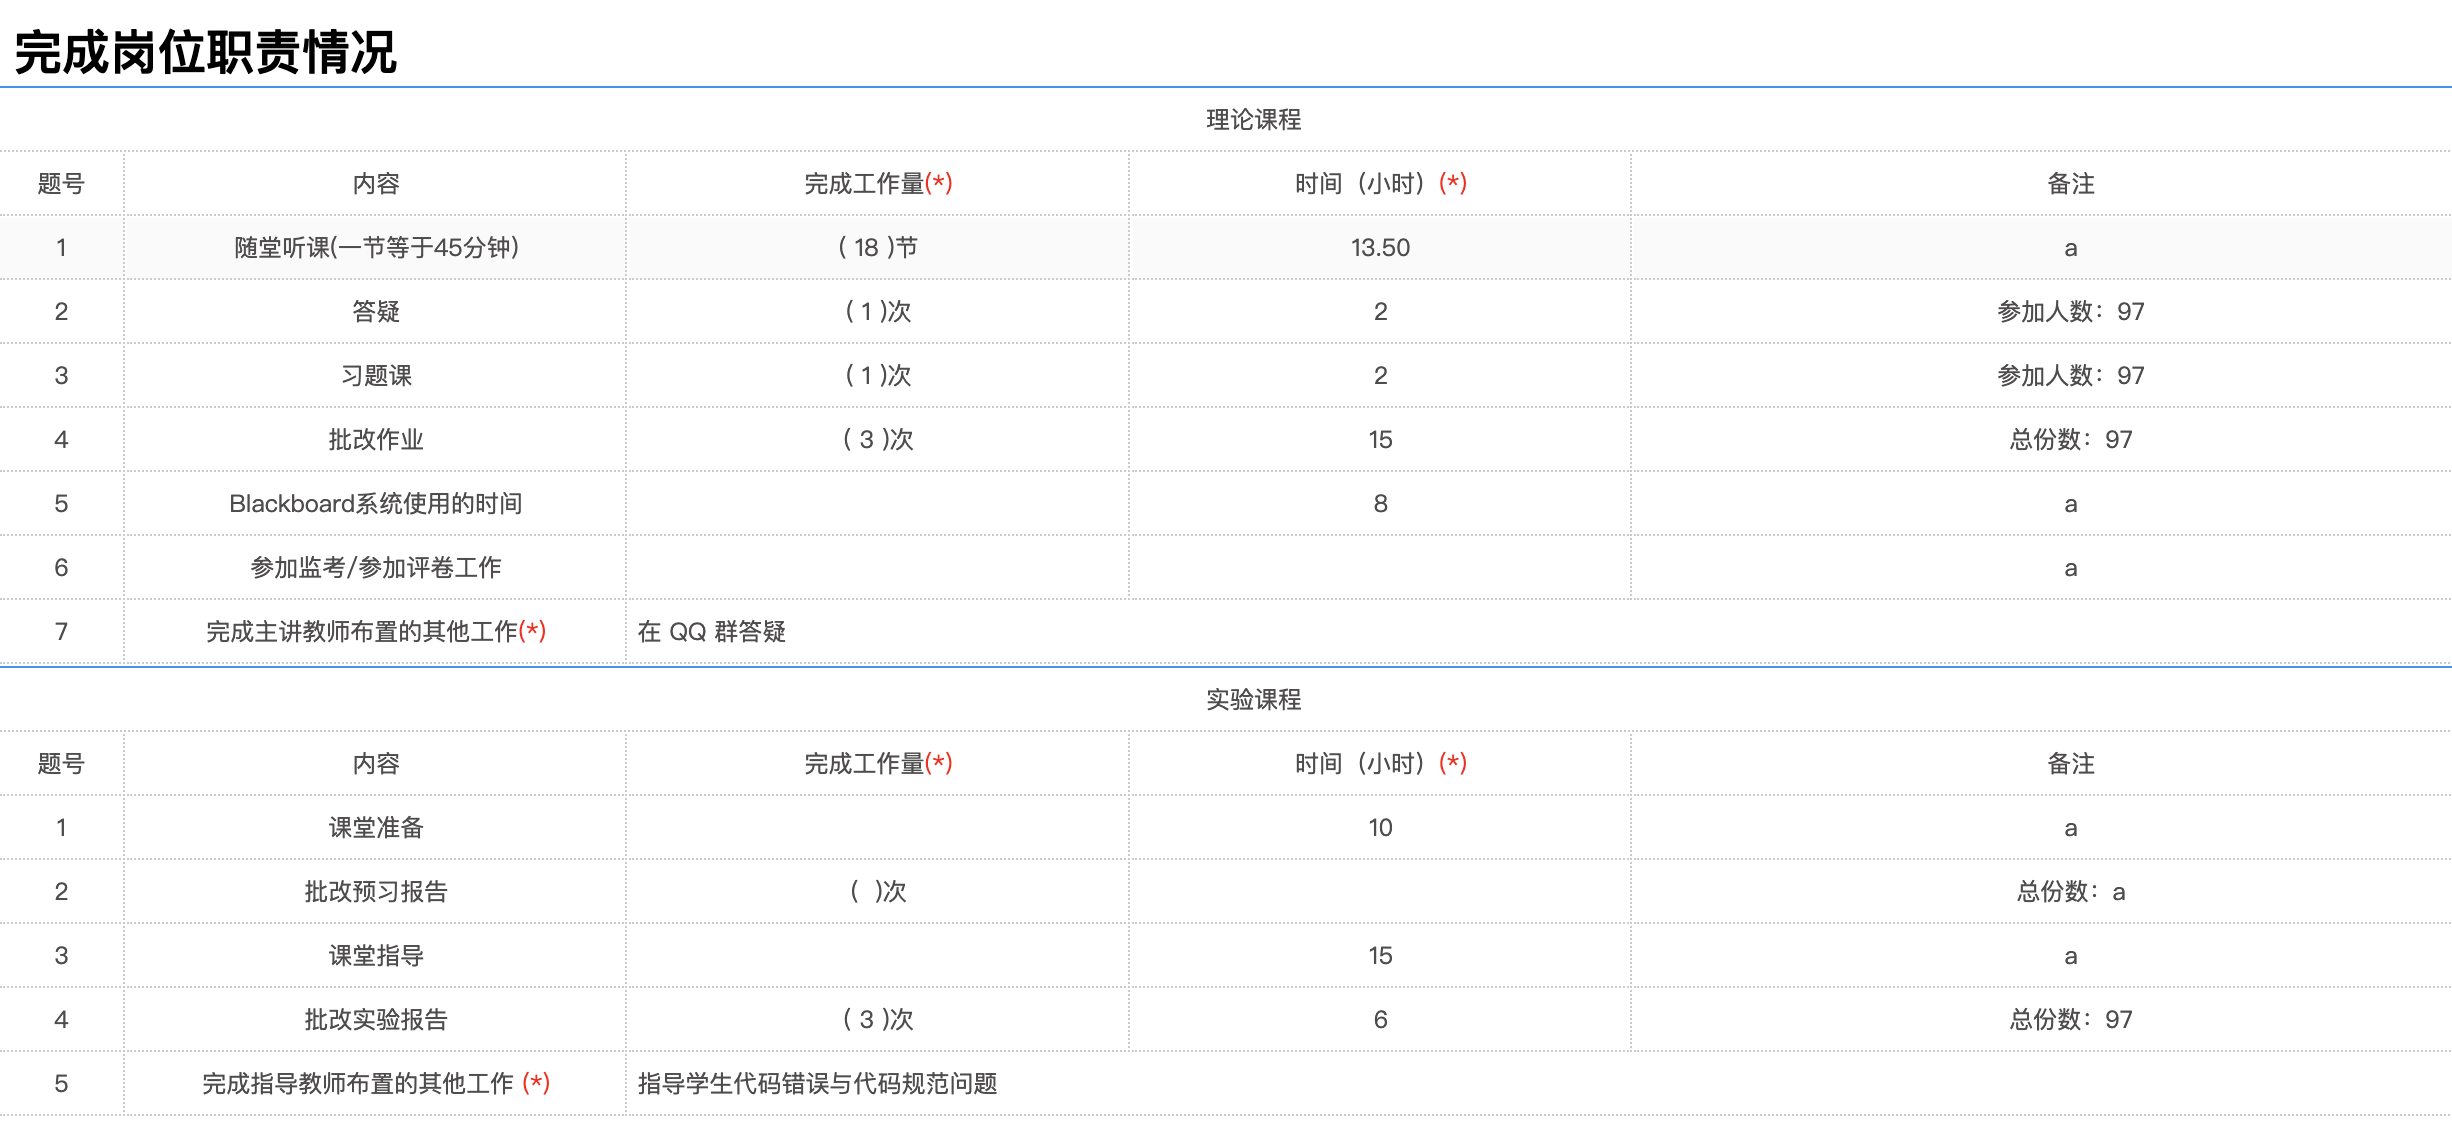 完成岗位职责情况
理论课程
题号 内容 完成工作量(*) 时间（小时）(*) 备注
1 随堂听课(一节等于45分钟) ( 18 )节 13.50 a
2 答疑 ( 1 )次 2 参加人数：97
3 习题课 ( 1 )次 2 参加人数：97
4 批改作业 ( 3 )次 15 总份数：97
5 Blackboard系统使用的时间 8 a
6 参加监考/参加评卷工作 a
7 完成主讲教师布置的其他工作(*) 在 QQ 群答疑
实验课程
题号 内容 完成工作量(*) 时间（小时）(*) 备注
1 课堂准备 10 a
2 批改预习报告 (  )次 总份数：a
3 课堂指导 15 a
4 批改实验报告 ( 3 )次 6 总份数：97
5 完成指导教师布置的其他工作 (*) 指导学生代码错误与代码规范问题